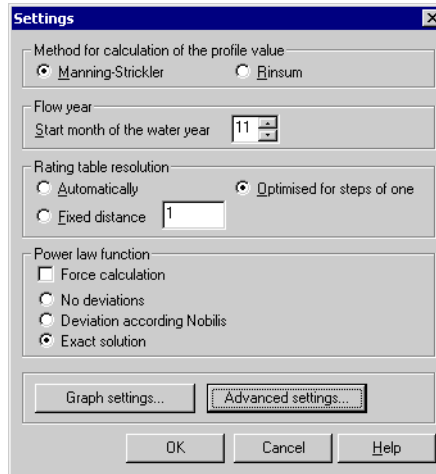 Settings
Method for calculation of the profile value
Manning-Strickler Rinsum
Flow year
Start month of the water year 11
Rating table resolution
Automatically Optimised for steps of one
Fixed distance 1
Power law function
Force calculation
No deviations
Deviation according Nobilis
Exact solution
Graph settings... Advanced settings...
OK Cancel Help